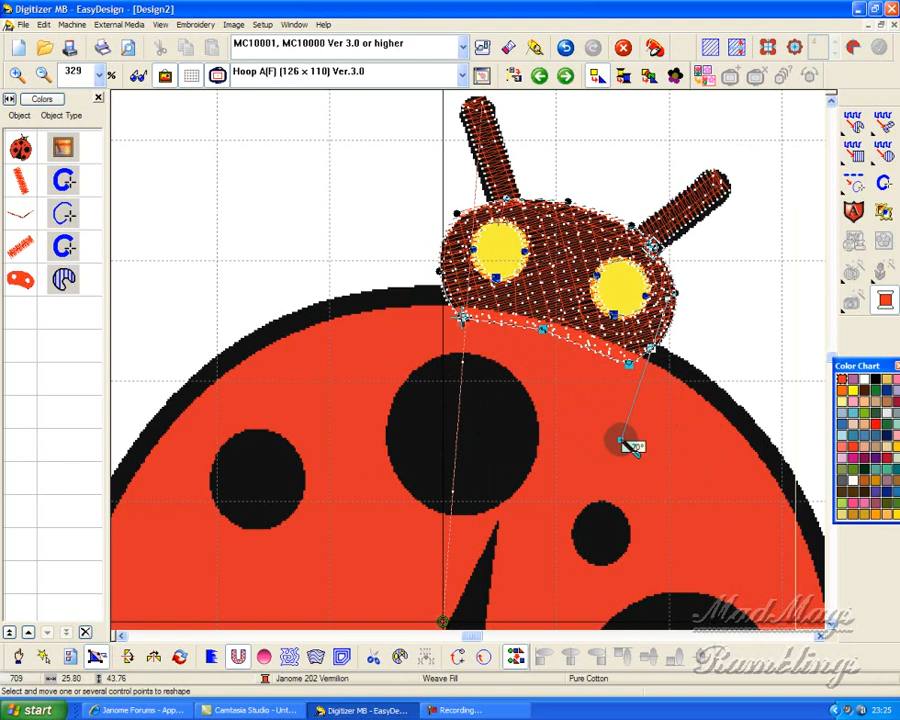 Digitizer MB - EasyDesign - [Design2]
File Edit Machine Embroidery View Embroidery Image Setup Window Help
MC10001, MC10000 Ver 3.0 or higher
329 %
Hoop A(F) (126 x 110) Ver.3.0
Colors
Object Object Type
Color Chart
MadMays
Ramblings
709 25.80 43.76 Janome 202 Vermilion Weave Fill Pure Cotton
Select and move one or several control points to reshape
start Janome Forums - App... Camtasia Studio - Unt... Digitizer MB - EasyDe... Recording... 23:25